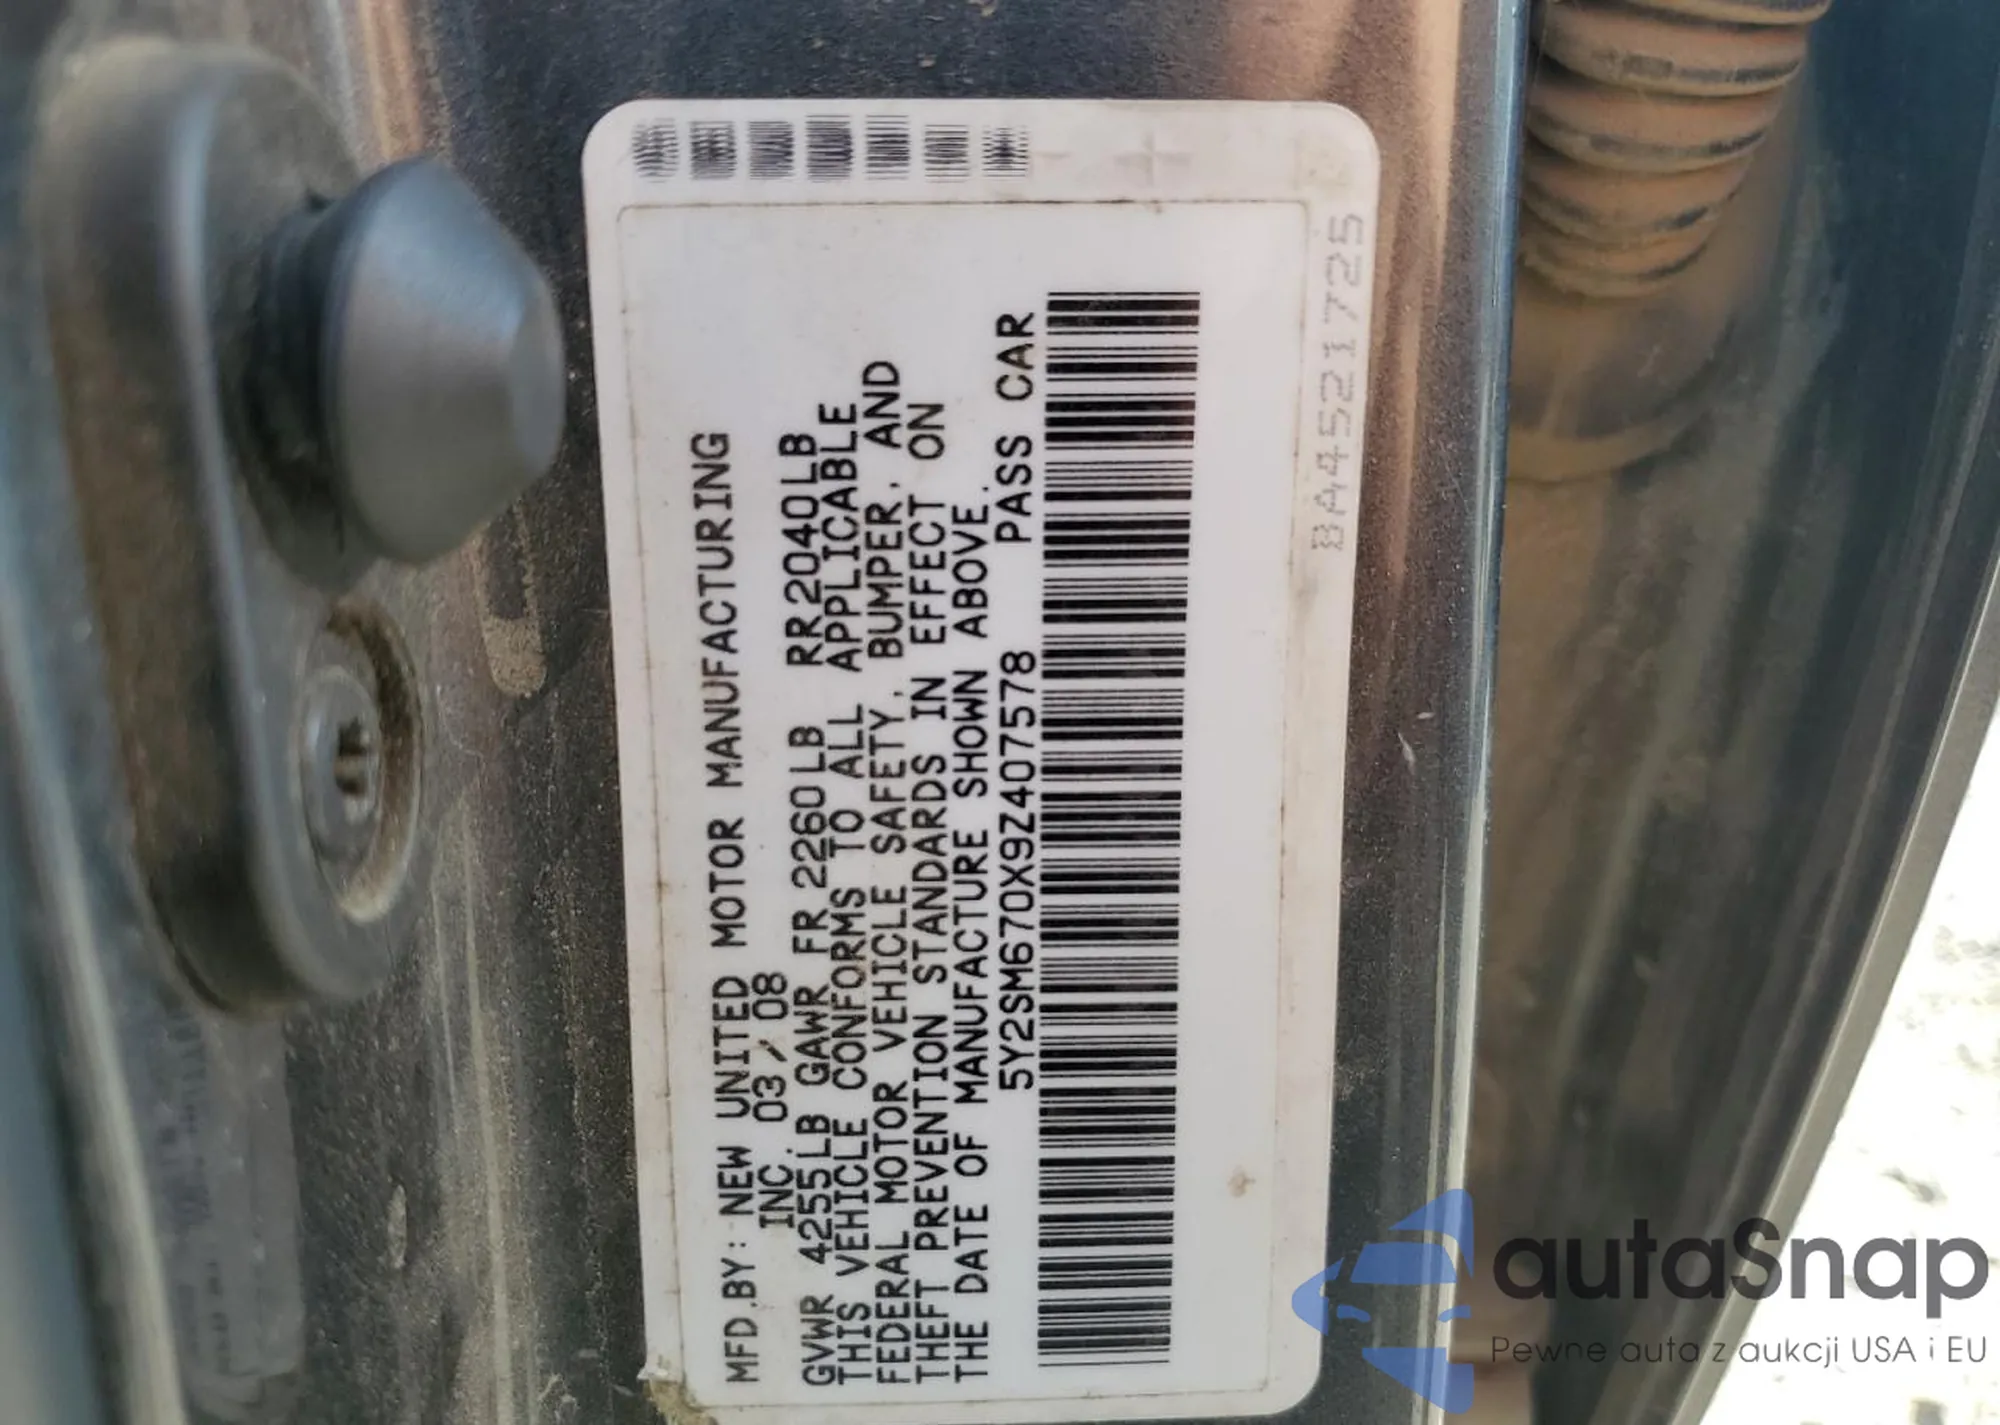 MFD.BY: NEW UNITED MOTOR MANUFACTURING
INC. 03/08
GVWR 4255LB GAWR FR 2260LB RR2040LB
THIS VEHICLE CONFORMS TO ALL APPLICABLE
FEDERAL MOTOR VEHICLE SAFETY, BUMPER, AND
THEFT PREVENTION STANDARDS IN EFFECT ON
THE DATE OF MANUFACTURE SHOWN ABOVE.
5Y2SM670X9Z407578 PASS CAR
BA4521725
autaSnap
Pewne auta z aukcji USA i EU